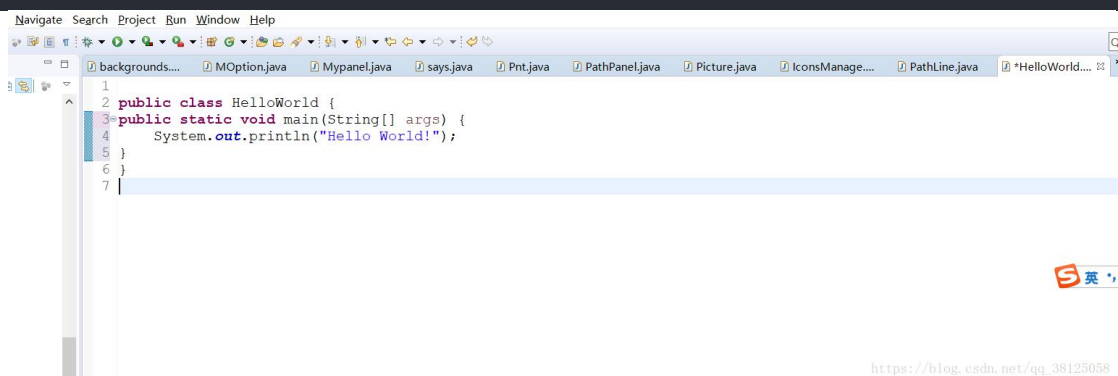 Navigate Search Project Run Window Help
backgrounds.... MOption.java Mypanel.java says.java Pnt.java PathPanel.java Picture.java IconsManage.... PathLine.java *HelloWorld....
1
2 public class HelloWorld {
3 public static void main(String[] args) {
4 System.out.println("Hello World!");
5 }
6 }
7
英
https://blog.csdn.net/qq_38125058